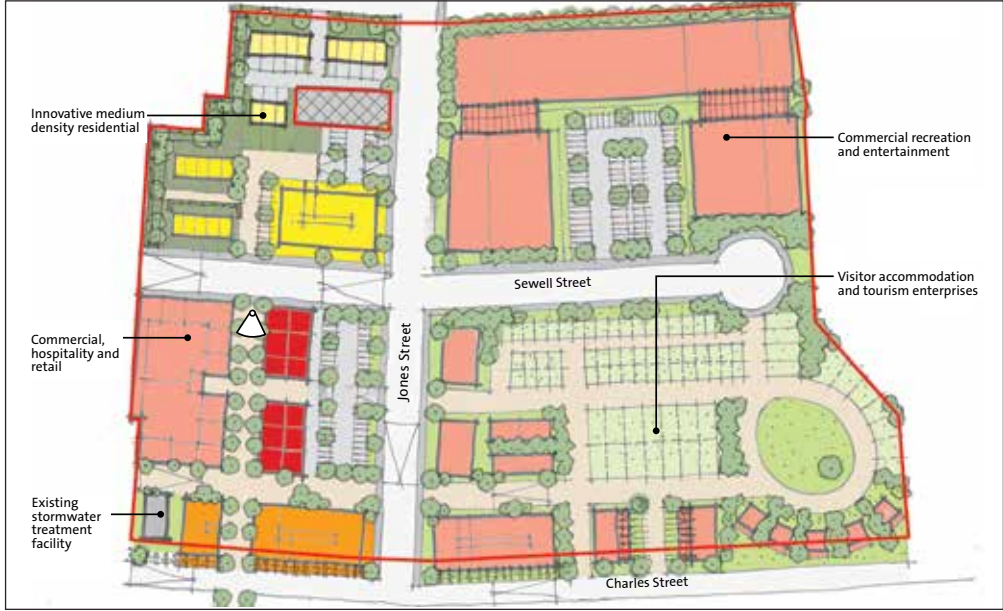 Innovative medium
density residential
Commercial recreation
and entertainment
Sewell Street
Visitor accommodation
and tourism enterprises
Commercial,
hospitality and
retail
Jones Street
Existing
stormwater
treatment
facility
Charles Street